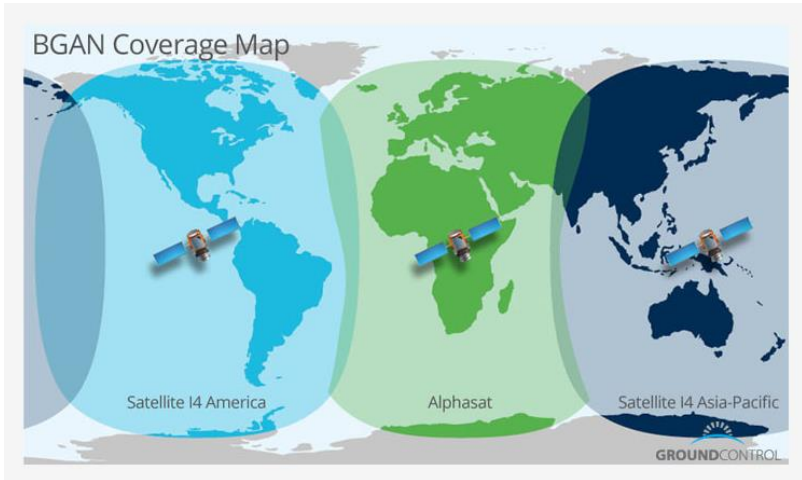 BGAN Coverage Map
Satellite I4 America
Alphasat
Satellite I4 Asia-Pacific
GROUNDCONTROL